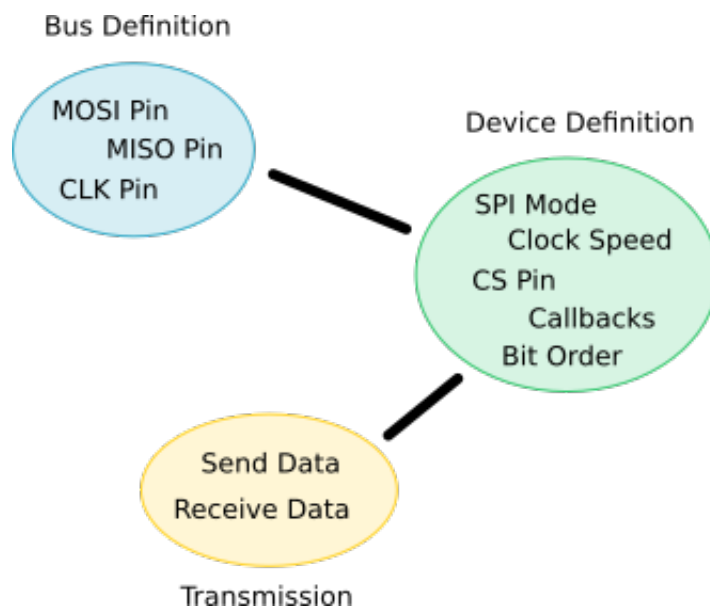 Bus Definition
MOSI Pin
MISO Pin
CLK Pin
Device Definition
SPI Mode
Clock Speed
CS Pin
Callbacks
Bit Order
Send Data
Receive Data
Transmission